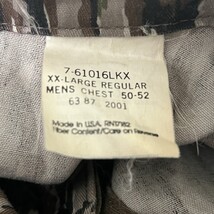 7-61016LKX
XX-LARGE REGULAR
MENS CHEST 50-52
63 87 2001
Made in U.S.A. RN17162
Fiber Content/Care on Reverse